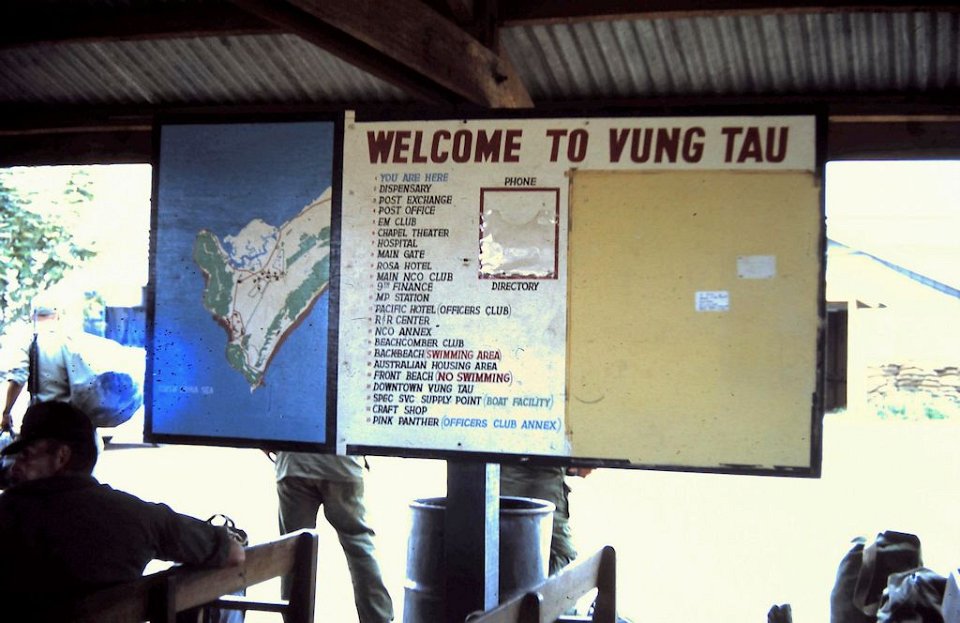 WELCOME TO VUNG TAU
YOU ARE HERE
DISPENSARY
POST EXCHANGE
POST OFFICE
EM CLUB
CHAPEL THEATER
HOSPITAL
MAIN GATE
ROSA HOTEL
MAIN NCO CLUB
9TH FINANCE
MP STATION
PACIFIC HOTEL (OFFICERS CLUB)
R/R CENTER
NCO ANNEX
BEACHCOMBER CLUB
BACKBEACH (SWIMMING AREA)
AUSTRALIAN HOUSING AREA
FRONT BEACH (NO SWIMMING)
DOWNTOWN VUNG TAU
SPEC SVC SUPPLY POINT (BOAT FACILITY)
CRAFT SHOP
PINK PANTHER (OFFICERS CLUB ANNEX)
PHONE
DIRECTORY
CHINA SEA